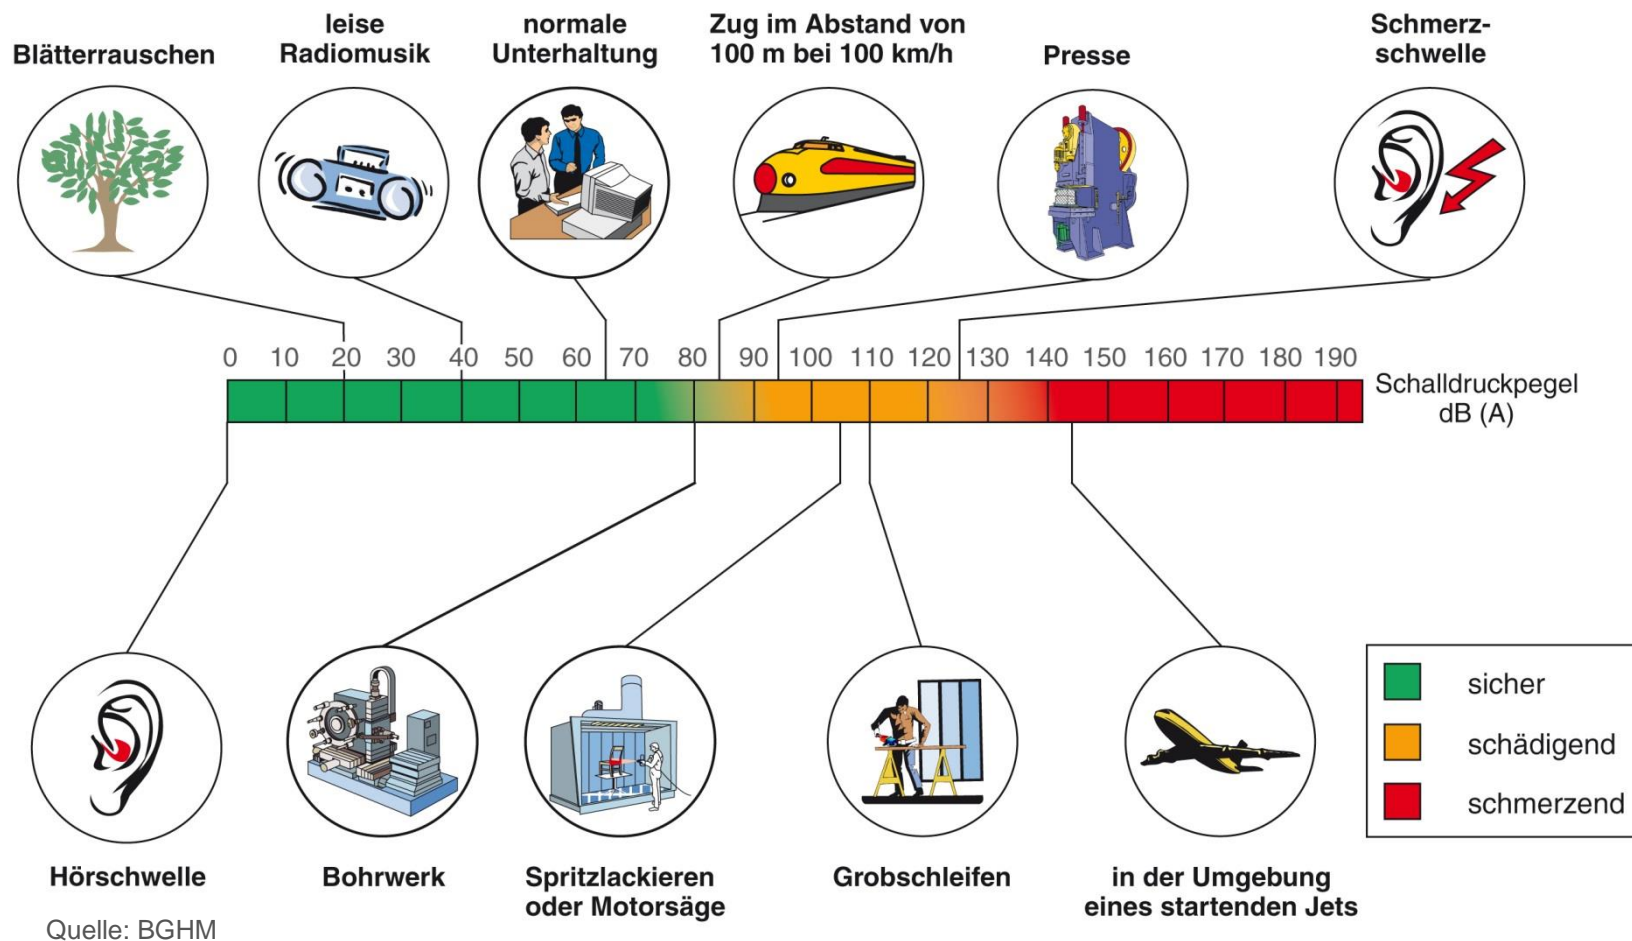 Blätterrauschen
leise
Radiomusik
normale
Unterhaltung
Zug im Abstand von
100 m bei 100 km/h
Presse
Schmerz-
schwelle
0 10 20 30 40 50 60 70 80 90 100 110 120 130 140 150 160 170 180 190
Schalldruckpegel
dB (A)
sicher
schädigend
schmerzend
Hörschwelle
Bohrwerk
Spritzlackieren
oder Motorsäge
Grobschleifen
in der Umgebung
eines startenden Jets
Quelle: BGHM